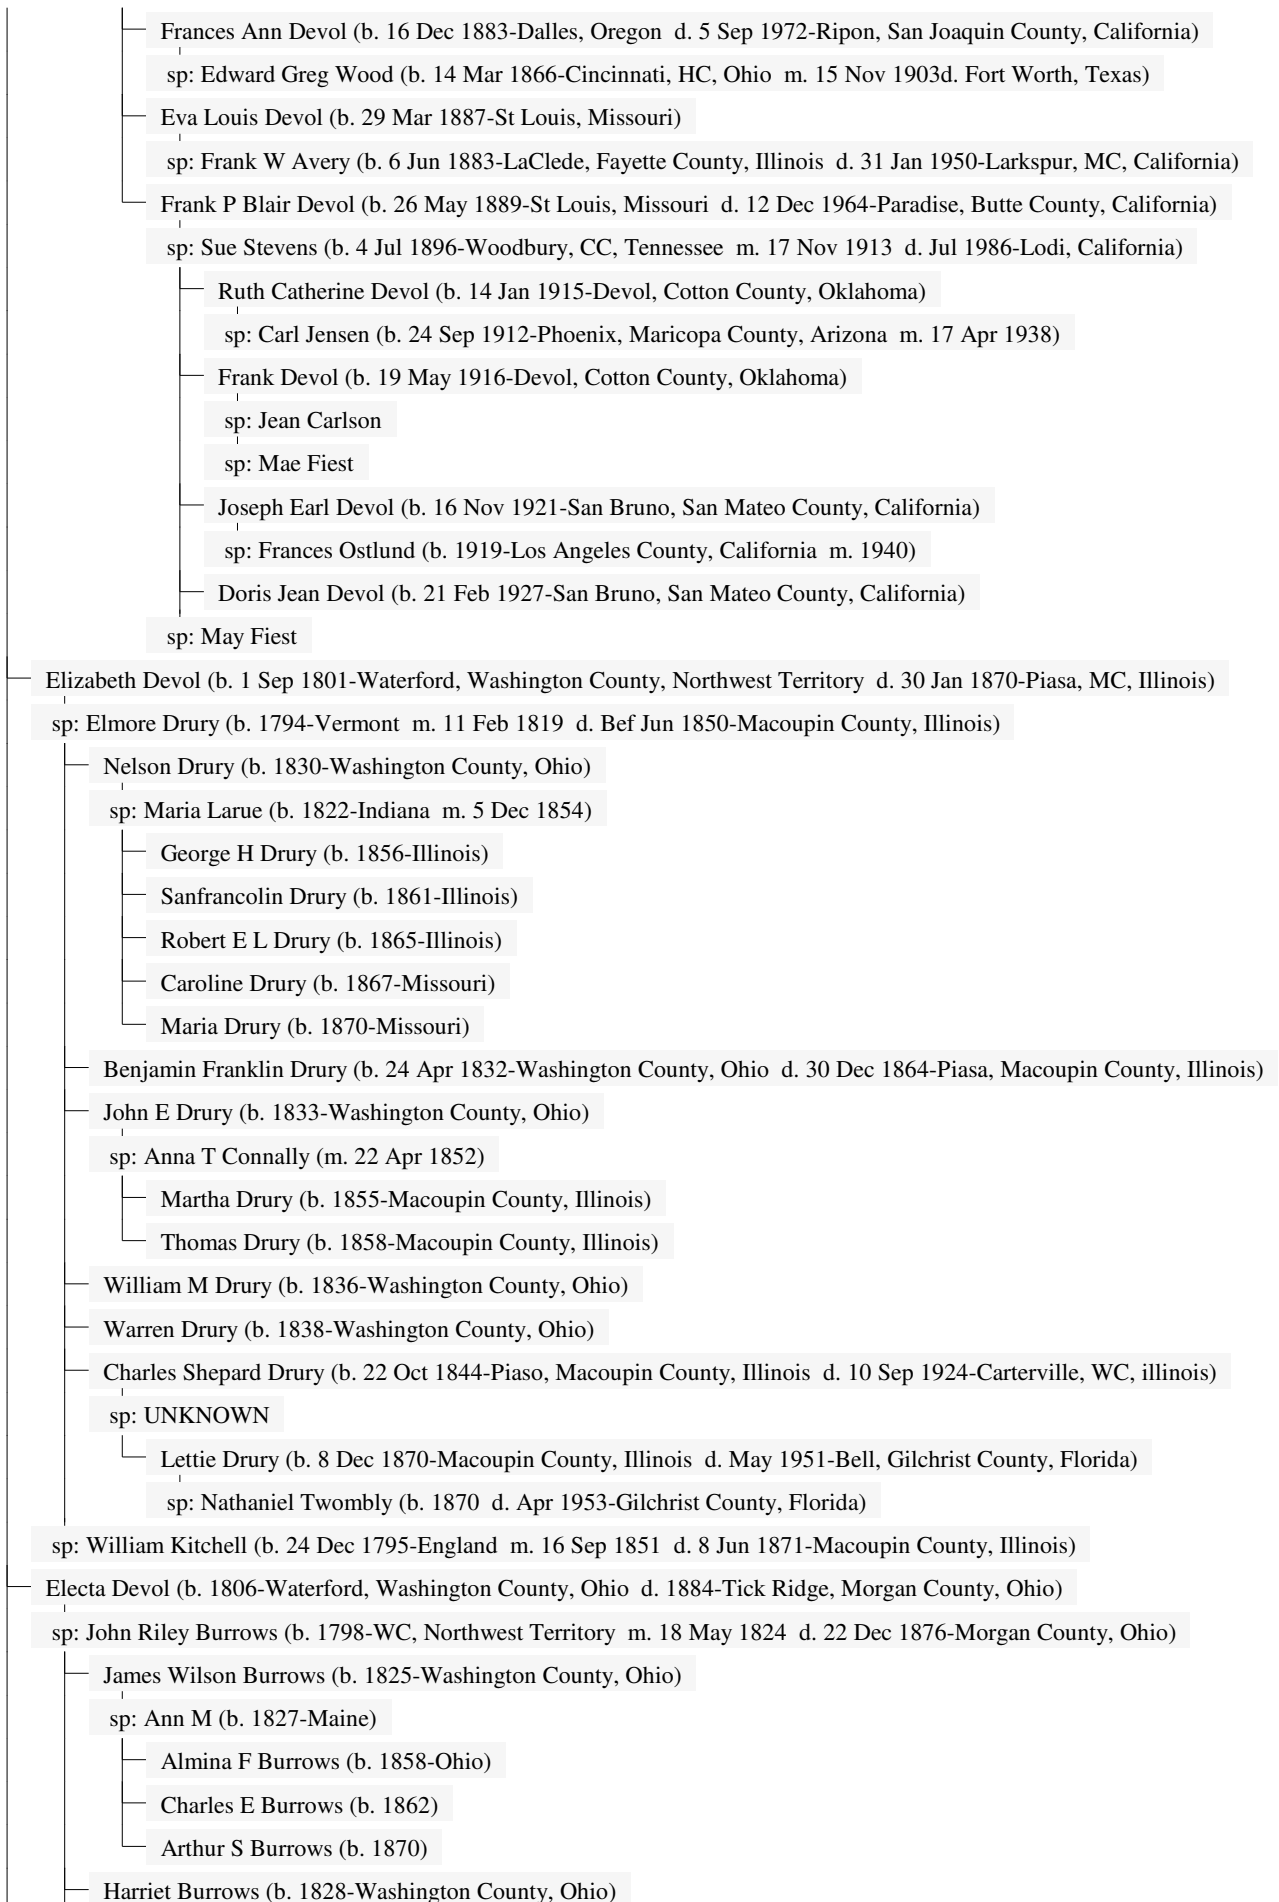 Frances Ann Devol (b. 16 Dec 1883-Dalles, Oregon d. 5 Sep 1972-Ripon, San Joaquin County, California)
sp: Edward Greg Wood (b. 14 Mar 1866-Cincinnati, HC, Ohio m. 15 Nov 1903d. Fort Worth, Texas)
Eva Louis Devol (b. 29 Mar 1887-St Louis, Missouri)
sp: Frank W Avery (b. 6 Jun 1883-LaClede, Fayette County, Illinois d. 31 Jan 1950-Larkspur, MC, California)
Frank P Blair Devol (b. 26 May 1889-St Louis, Missouri d. 12 Dec 1964-Paradise, Butte County, California)
sp: Sue Stevens (b. 4 Jul 1896-Woodbury, CC, Tennessee m. 17 Nov 1913 d. Jul 1986-Lodi, California)
Ruth Catherine Devol (b. 14 Jan 1915-Devol, Cotton County, Oklahoma)
sp: Carl Jensen (b. 24 Sep 1912-Phoenix, Maricopa County, Arizona m. 17 Apr 1938)
Frank Devol (b. 19 May 1916-Devol, Cotton County, Oklahoma)
sp: Jean Carlson
sp: Mae Fiest
Joseph Earl Devol (b. 16 Nov 1921-San Bruno, San Mateo County, California)
sp: Frances Ostlund (b. 1919-Los Angeles County, California m. 1940)
Doris Jean Devol (b. 21 Feb 1927-San Bruno, San Mateo County, California)
sp: May Fiest
Elizabeth Devol (b. 1 Sep 1801-Waterford, Washington County, Northwest Territory d. 30 Jan 1870-Piasa, MC, Illinois)
sp: Elmore Drury (b. 1794-Vermont m. 11 Feb 1819 d. Bef Jun 1850-Macoupin County, Illinois)
Nelson Drury (b. 1830-Washington County, Ohio)
sp: Maria Larue (b. 1822-Indiana m. 5 Dec 1854)
George H Drury (b. 1856-Illinois)
Sanfrancolin Drury (b. 1861-Illinois)
Robert E L Drury (b. 1865-Illinois)
Caroline Drury (b. 1867-Missouri)
Maria Drury (b. 1870-Missouri)
Benjamin Franklin Drury (b. 24 Apr 1832-Washington County, Ohio d. 30 Dec 1864-Piasa, Macoupin County, Illinois)
John E Drury (b. 1833-Washington County, Ohio)
sp: Anna T Connally (m. 22 Apr 1852)
Martha Drury (b. 1855-Macoupin County, Illinois)
Thomas Drury (b. 1858-Macoupin County, Illinois)
William M Drury (b. 1836-Washington County, Ohio)
Warren Drury (b. 1838-Washington County, Ohio)
Charles Shepard Drury (b. 22 Oct 1844-Piaso, Macoupin County, Illinois d. 10 Sep 1924-Carterville, WC, illinois)
sp: UNKNOWN
Lettie Drury (b. 8 Dec 1870-Macoupin County, Illinois d. May 1951-Bell, Gilchrist County, Florida)
sp: Nathaniel Twombly (b. 1870 d. Apr 1953-Gilchrist County, Florida)
sp: William Kitchell (b. 24 Dec 1795-England m. 16 Sep 1851 d. 8 Jun 1871-Macoupin County, Illinois)
Electa Devol (b. 1806-Waterford, Washington County, Ohio d. 1884-Tick Ridge, Morgan County, Ohio)
sp: John Riley Burrows (b. 1798-WC, Northwest Territory m. 18 May 1824 d. 22 Dec 1876-Morgan County, Ohio)
James Wilson Burrows (b. 1825-Washington County, Ohio)
sp: Ann M (b. 1827-Maine)
Almina F Burrows (b. 1858-Ohio)
Charles E Burrows (b. 1862)
Arthur S Burrows (b. 1870)
Harriet Burrows (b. 1828-Washington County, Ohio)